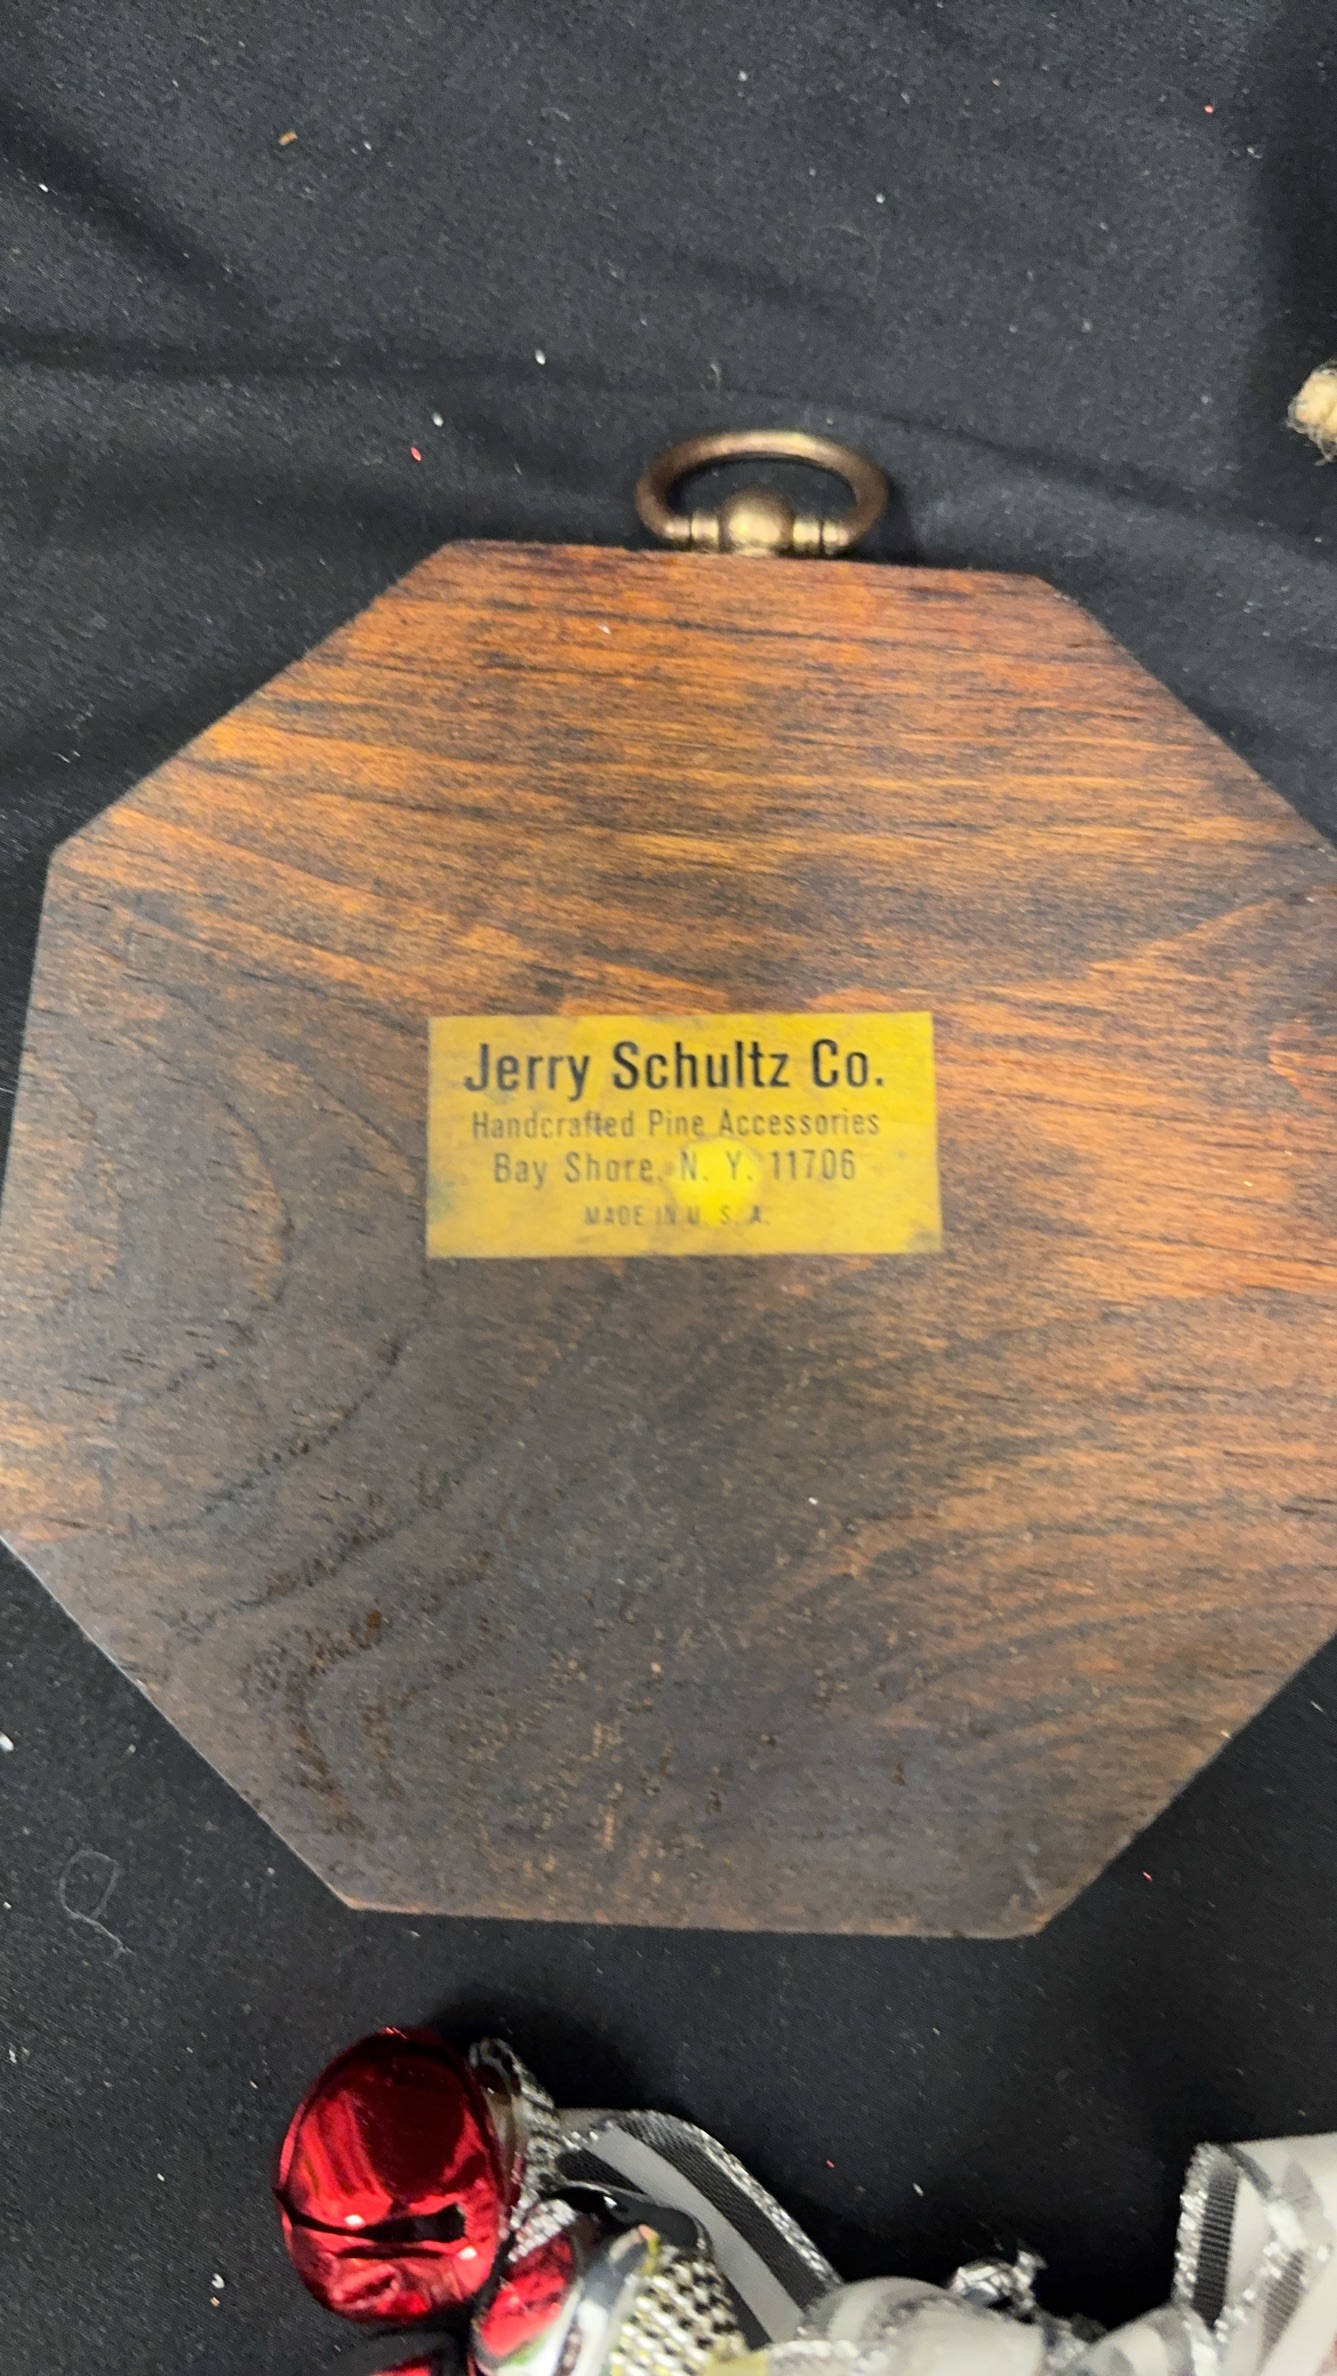 Jerry Schultz Co.
Handcrafted Pine Accessories
Bay Shore, N. Y. 11706
MADE IN U. S. A.